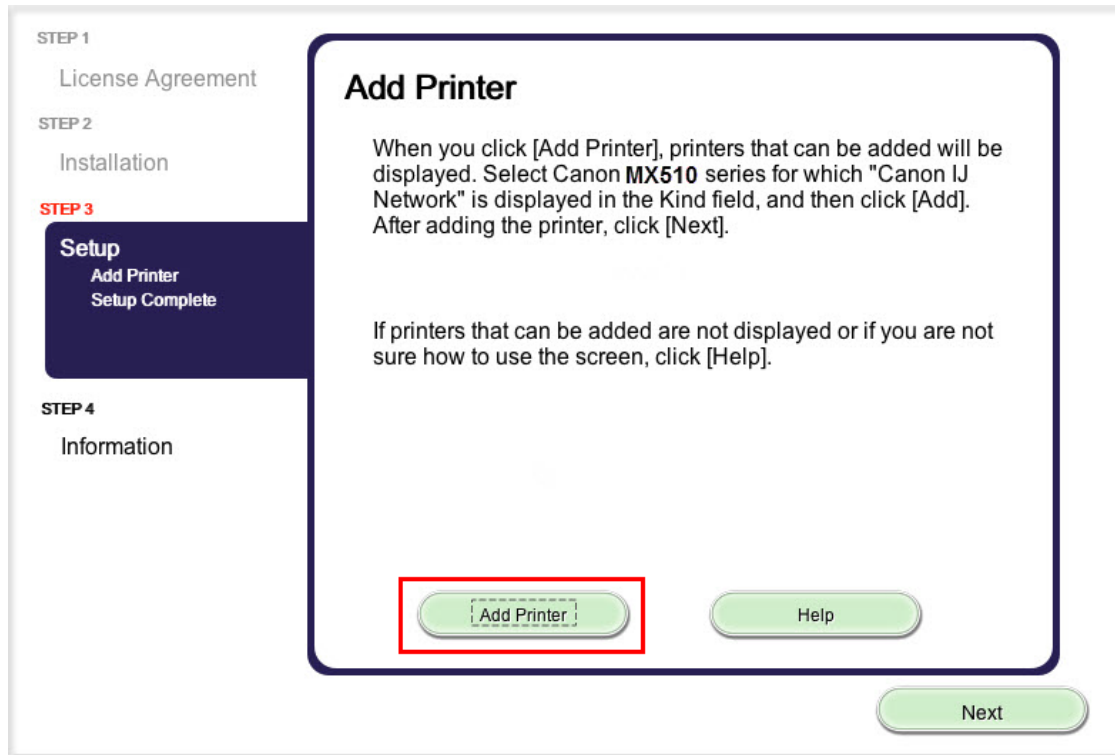 STEP 1
License Agreement
STEP 2
Installation
STEP 3
Setup
Add Printer
Setup Complete
STEP 4
Information
Add Printer
When you click [Add Printer], printers that can be added will be
displayed. Select Canon MX510 series for which "Canon IJ
Network" is displayed in the Kind field, and then click [Add].
After adding the printer, click [Next].
If printers that can be added are not displayed or if you are not
sure how to use the screen, click [Help].
Add Printer
Help
Next